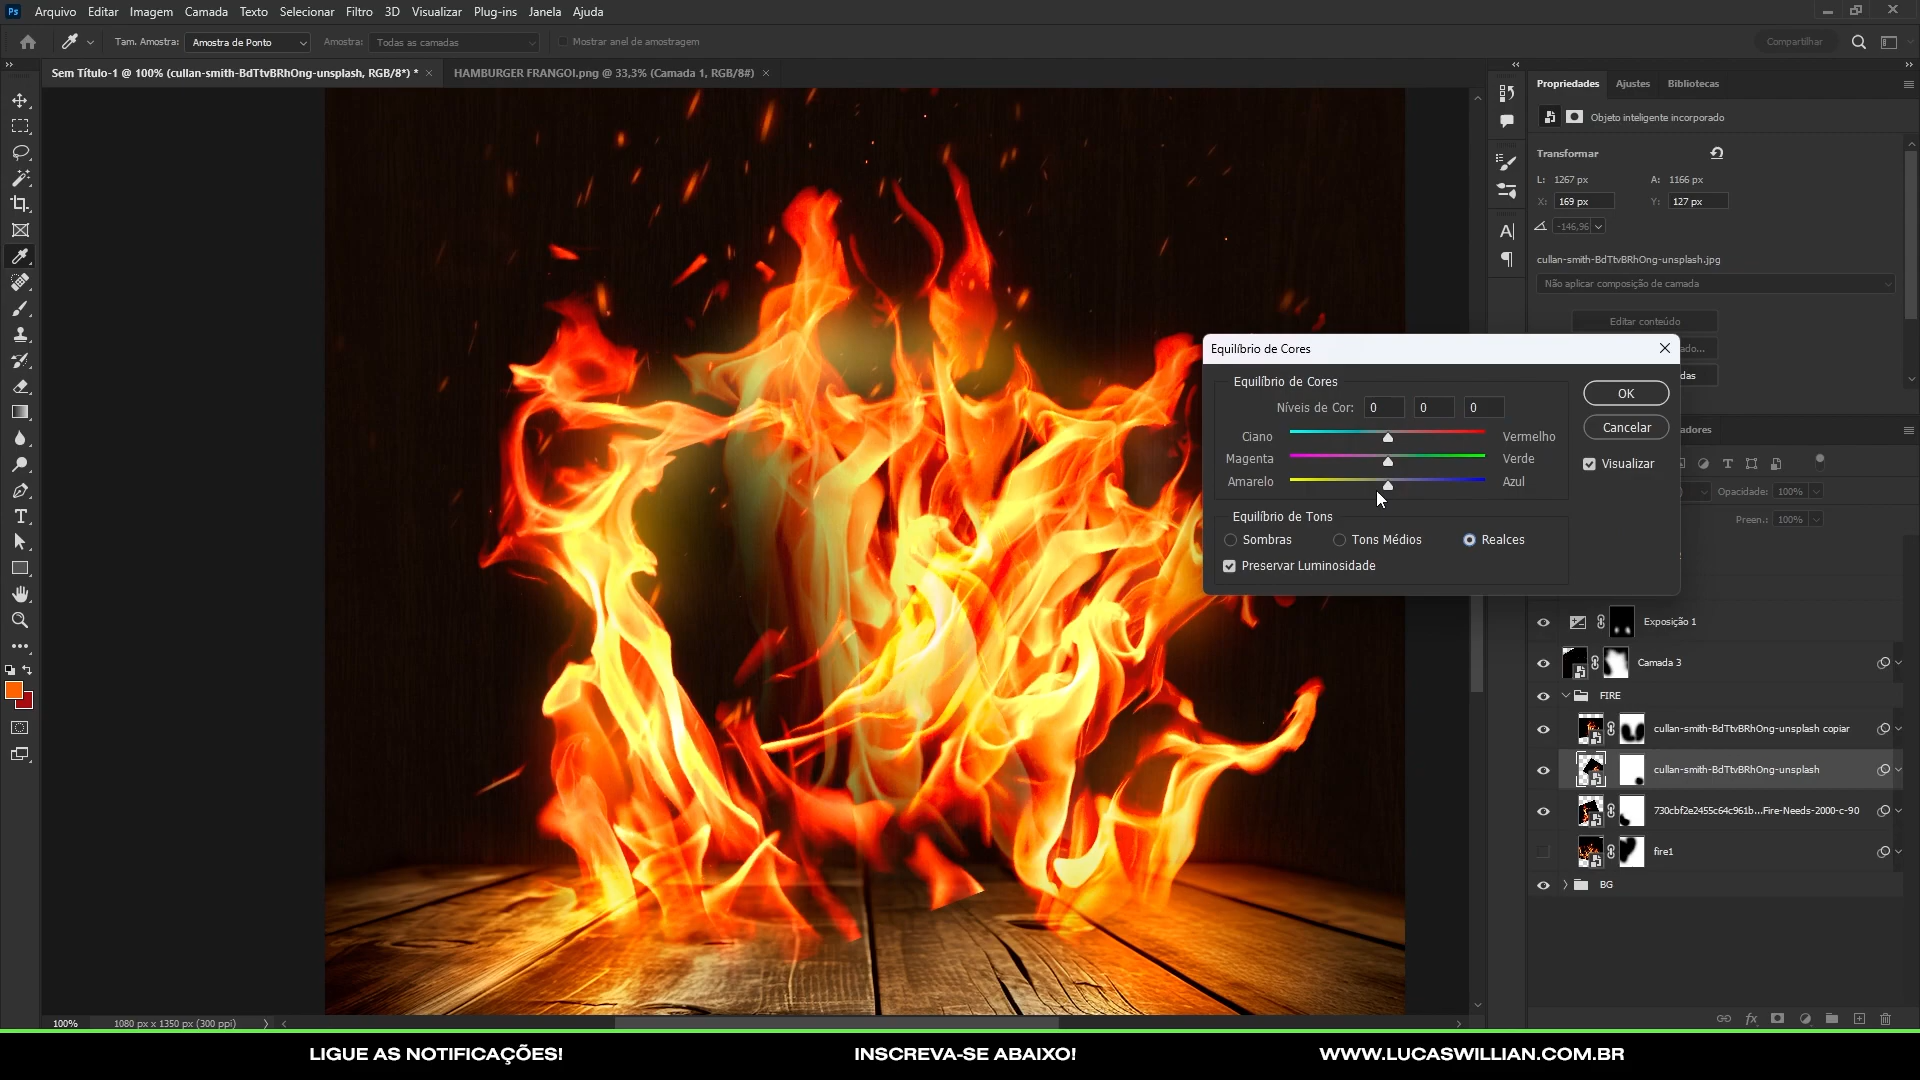 Ps Arquivo Editar Imagem Camada Texto Selecionar Filtro 3D Visualizar Plug-ins Janela Ajuda
Tam. Amostra: Amostra de Ponto Amostra: Todas as camadas Mostrar anel de amostragem Compartilhar
Sem Título-1 @ 100% (cullan-smith-BdTtvBRhOng-unsplash, RGB/8*) * HAMBURGER FRANGOI.png @ 33,3% (Camada 1, RGB/8#)
Propriedades Ajustes Bibliotecas
Objeto inteligente incorporado
Transformar
L: 1267 px A: 1166 px
X: 169 px Y: 127 px
-146,96
cullan-smith-BdTtvBRhOng-unsplash.jpg
Não aplicar composição de camada
Editar conteúdo
ado...
das
Equilíbrio de Cores
Equilíbrio de Cores
Níveis de Cor: 0 0 0
Ciano Vermelho
Magenta Verde
Amarelo Azul
OK
Cancelar
Visualizar
Equilíbrio de Tons
Sombras Tons Médios Realces
Preservar Luminosidade
adores
Opacidade: 100%
Preen.: 100%
Exposição 1
Camada 3
FIRE
cullan-smith-BdTtvBRhOng-unsplash copiar
cullan-smith-BdTtvBRhOng-unsplash
730cbf2e2455c64c961b...Fire-Needs-2000-c-90
fire1
BG
100% 1080 px x 1350 px (300 ppi)
LIGUE AS NOTIFICAÇÕES! INSCREVA-SE ABAIXO! WWW.LUCASWILLIAN.COM.BR